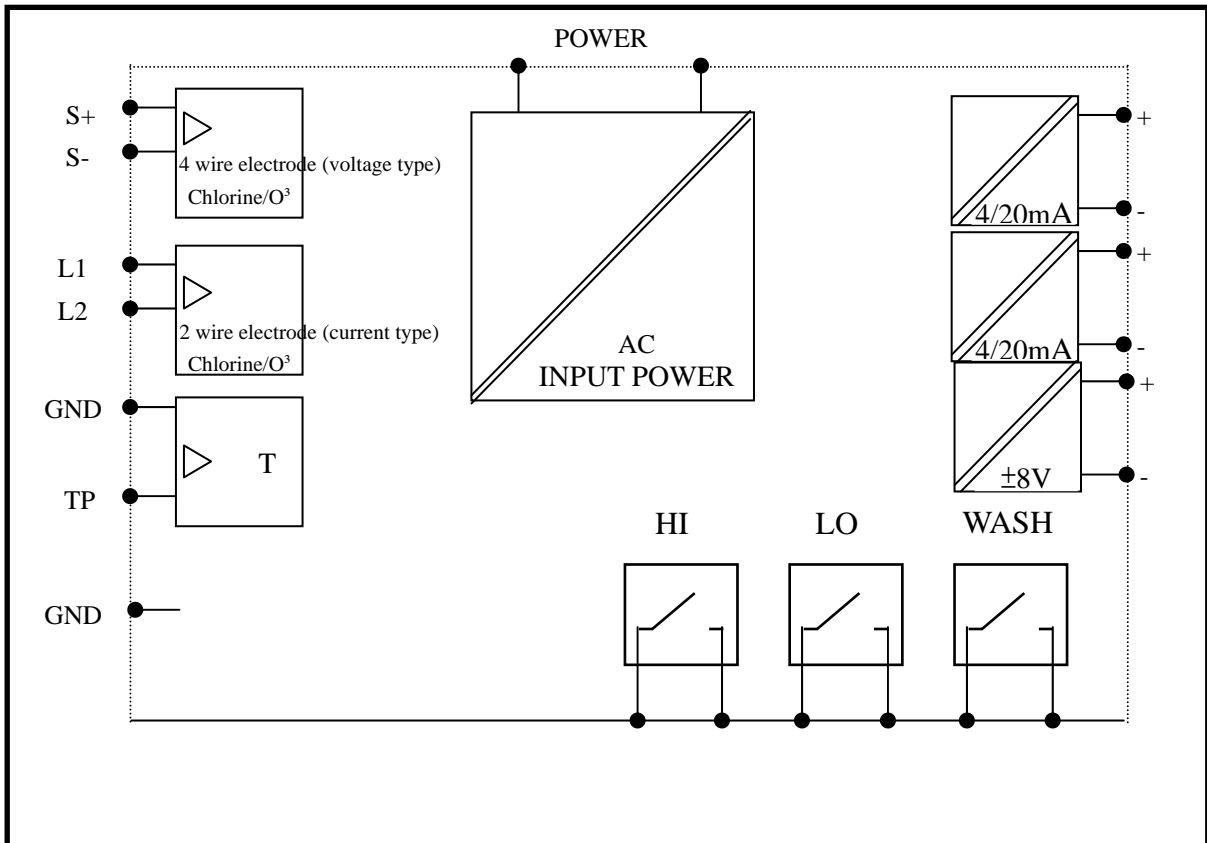 POWER
S+
S-
4 wire electrode (voltage type)
Chlorine/O³
L1
L2
2 wire electrode (current type)
Chlorine/O³
GND
TP
T
GND
AC
INPUT POWER
+
4/20mA
-
+
4/20mA
-
+
±8V
-
HI
LO
WASH